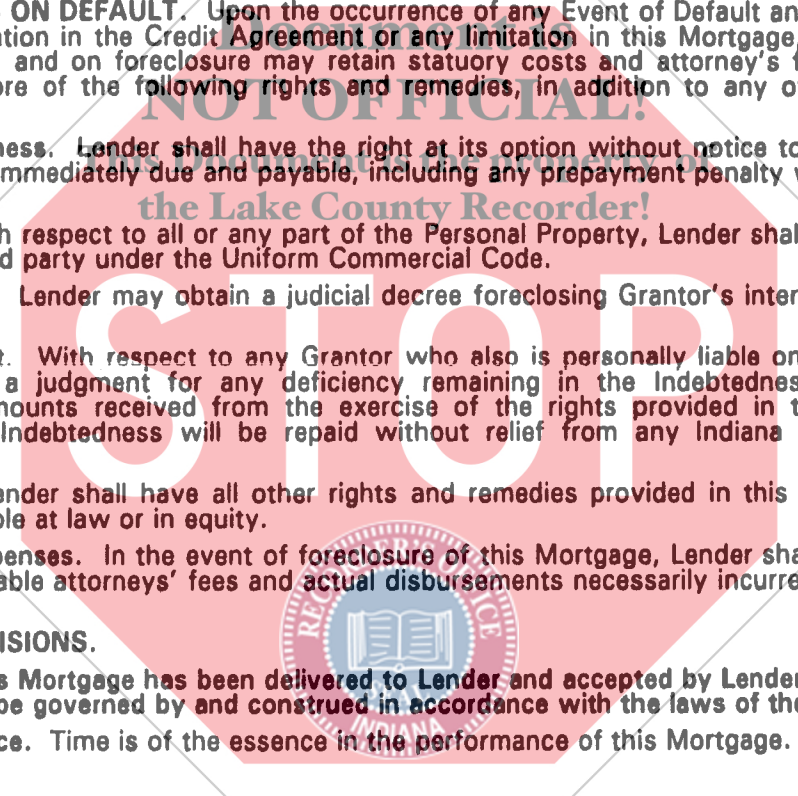 ON DEFAULT. Upon the occurrence of any Event of Default an
tion in the Credit Agreement or any limitation in this Mortgage,
Document is
and on foreclosure may retain statuory costs and attorney's f
re of the following rights and remedies, in addition to any o
NOT OFFICIAL!
ness. Lender shall have the right at its option without notice to
This Document is the property of
mmediately due and payable, including any prepayment penalty
the Lake County Recorder!
h respect to all or any part of the Personal Property, Lender shal
d party under the Uniform Commercial Code.
Lender may obtain a judicial decree foreclosing Grantor's inter
STOP
t. With respect to any Grantor who also is personally liable on
a judgment for any deficiency remaining in the Indebtednes
mounts received from the exercise of the rights provided in t
Indebtedness will be repaid without relief from any Indiana
ender shall have all other rights and remedies provided in this
ble at law or in equity.
penses. In the event of foreclosure of this Mortgage, Lender sha
able attorneys' fees and actual disbursements necessarily incurre
RECORDER'S OFFICE
SEAL
INDIANA
ISIONS.
s Mortgage has been delivered to Lender and accepted by Lender
be governed by and construed in accordance with the laws of the
ce. Time is of the essence in the performance of this Mortgage.